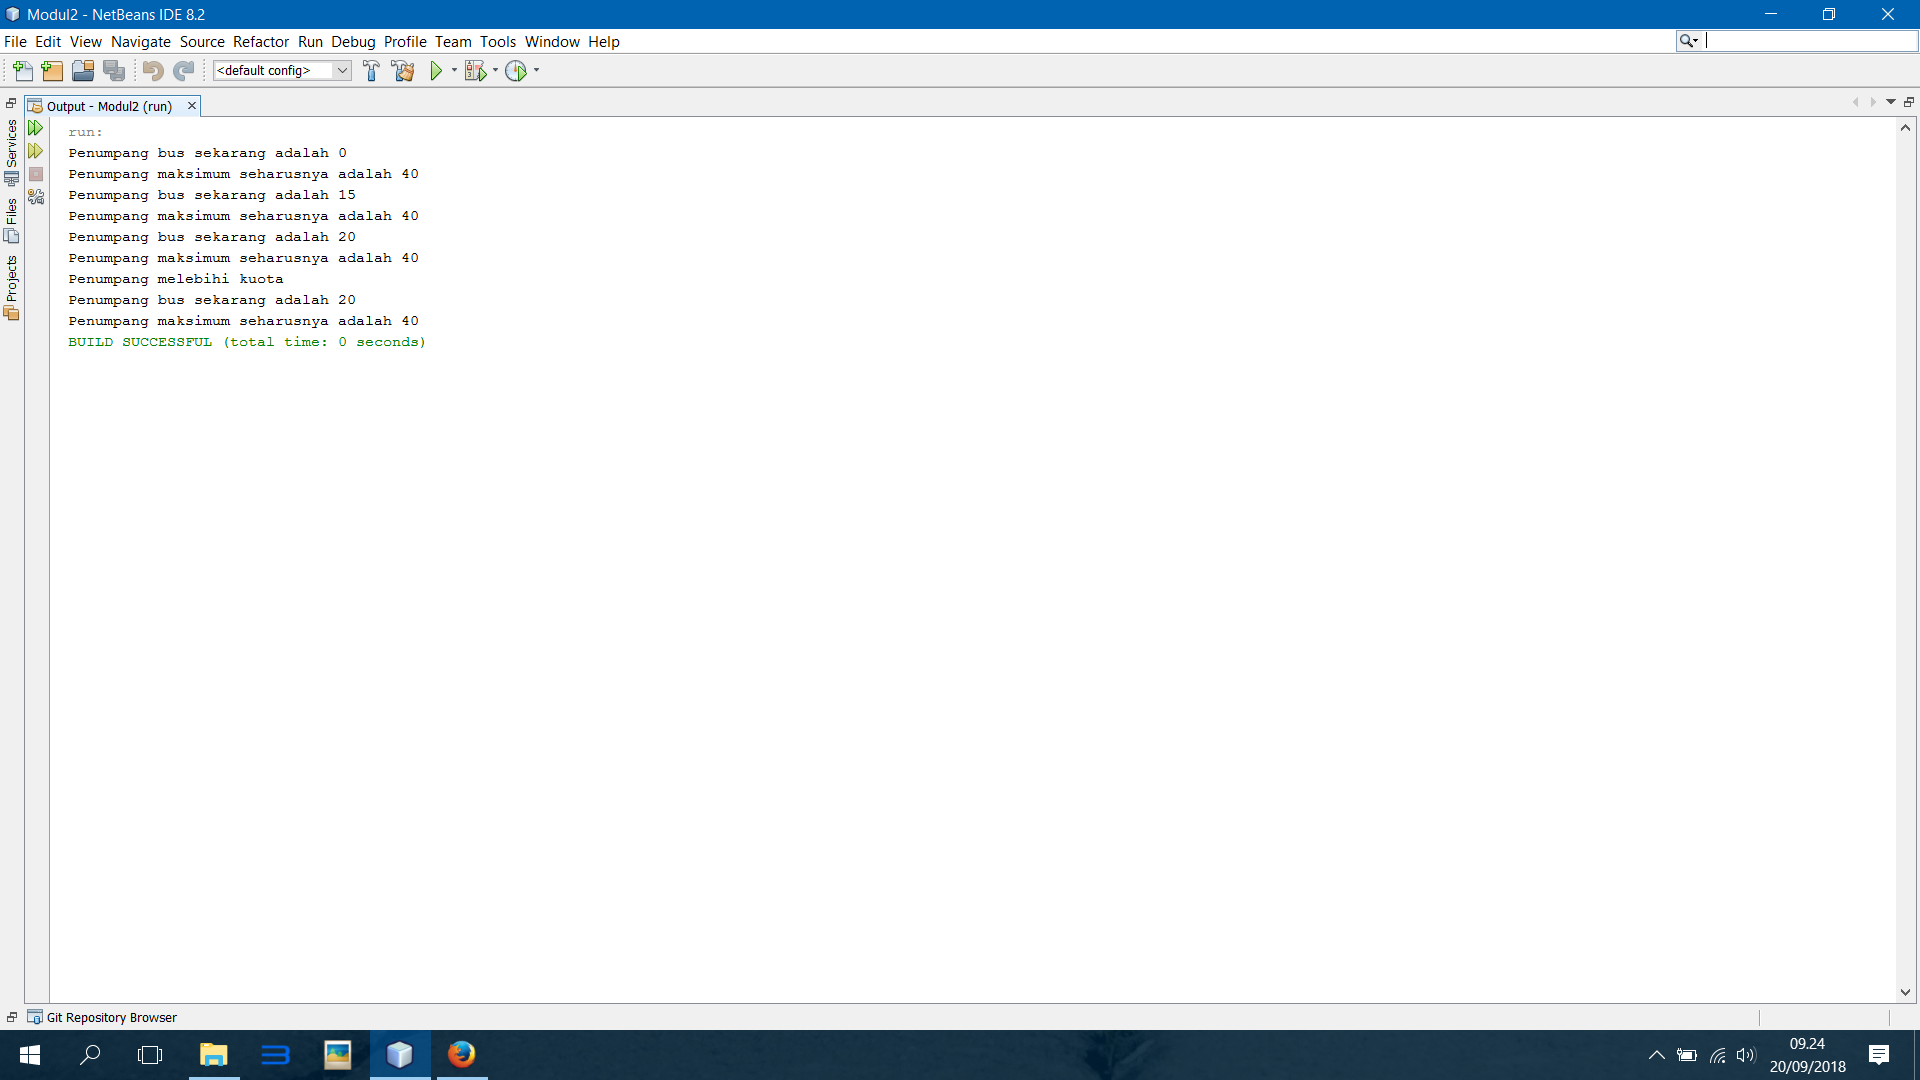 Modul2 - NetBeans IDE 8.2
File Edit View Navigate Source Refactor Run Debug Profile Team Tools Window Help
<default config>
Output - Modul2 (run)
Services
Files
Projects
run:
Penumpang bus sekarang adalah 0
Penumpang maksimum seharusnya adalah 40
Penumpang bus sekarang adalah 15
Penumpang maksimum seharusnya adalah 40
Penumpang bus sekarang adalah 20
Penumpang maksimum seharusnya adalah 40
Penumpang melebihi kuota
Penumpang bus sekarang adalah 20
Penumpang maksimum seharusnya adalah 40
BUILD SUCCESSFUL (total time: 0 seconds)
Git Repository Browser
09.24
20/09/2018